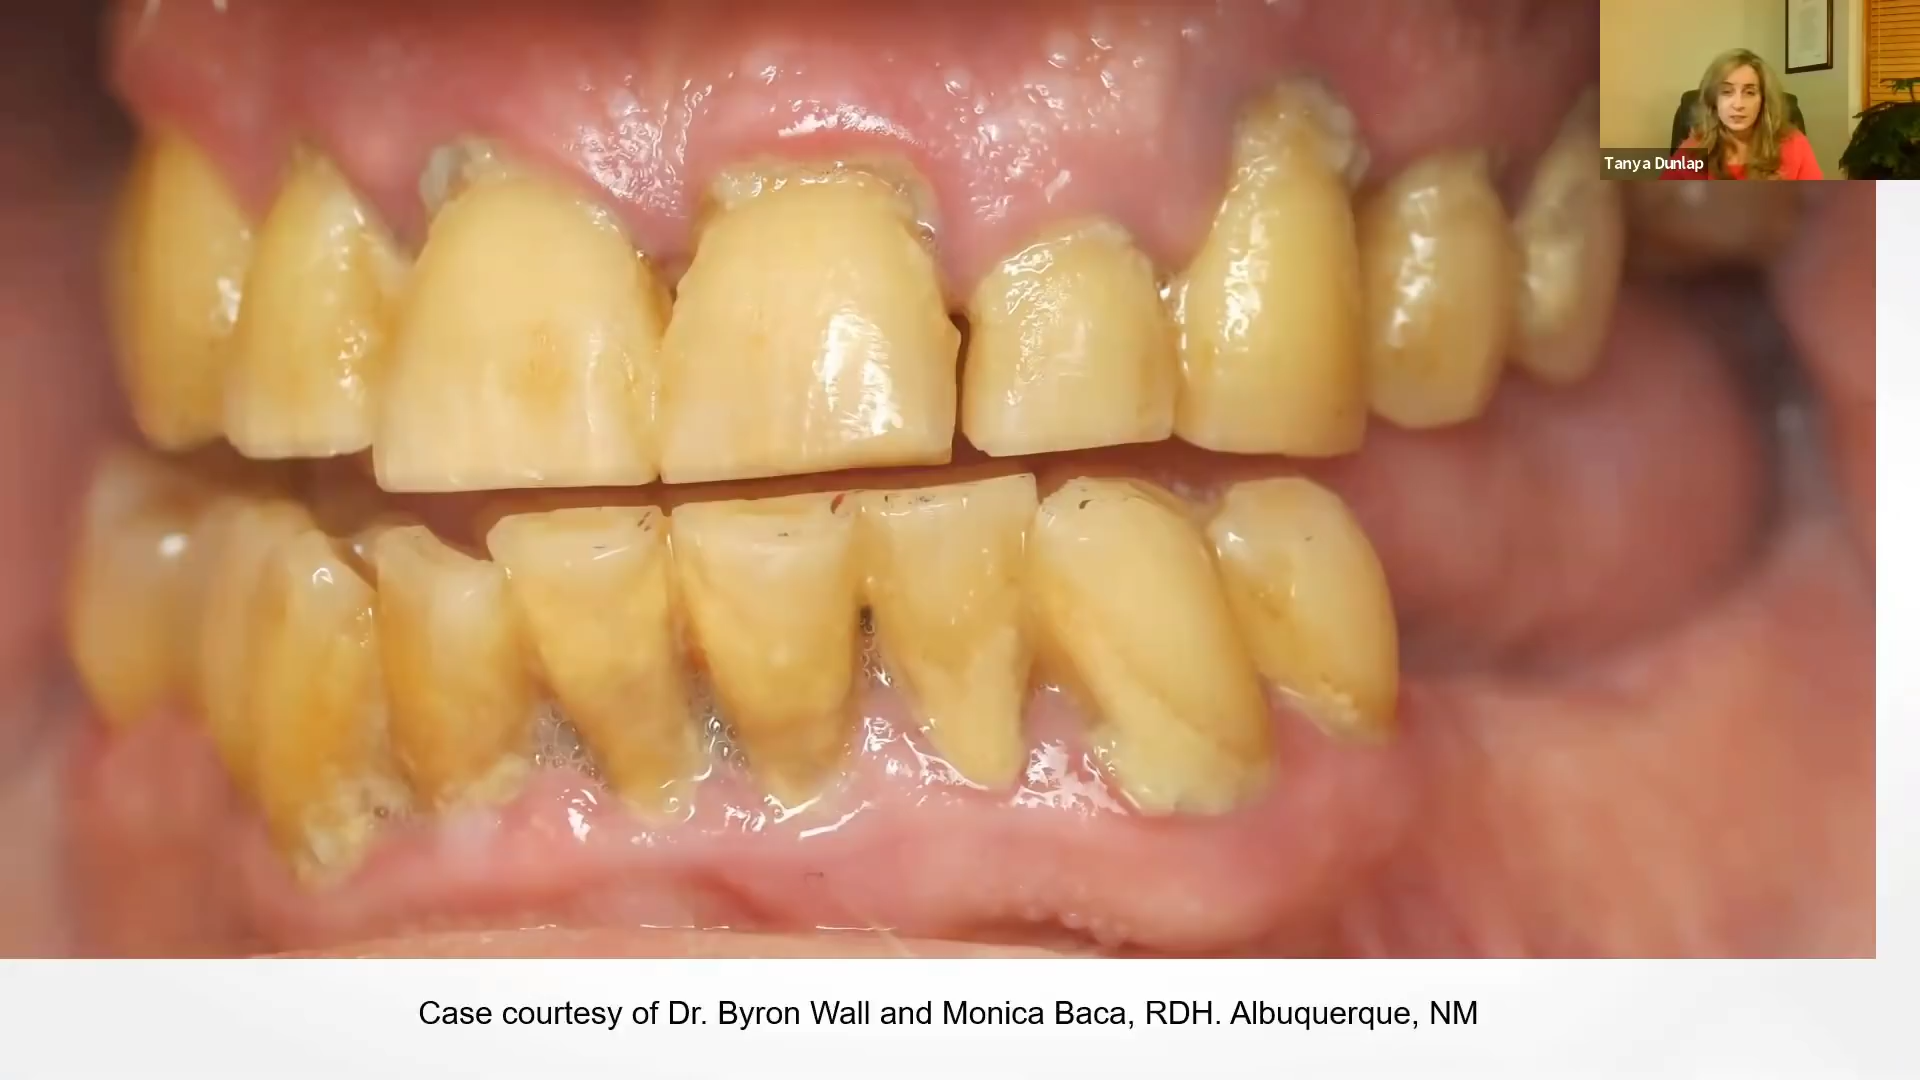 Tanya Dunlap
Case courtesy of Dr. Byron Wall and Monica Baca, RDH. Albuquerque, NM